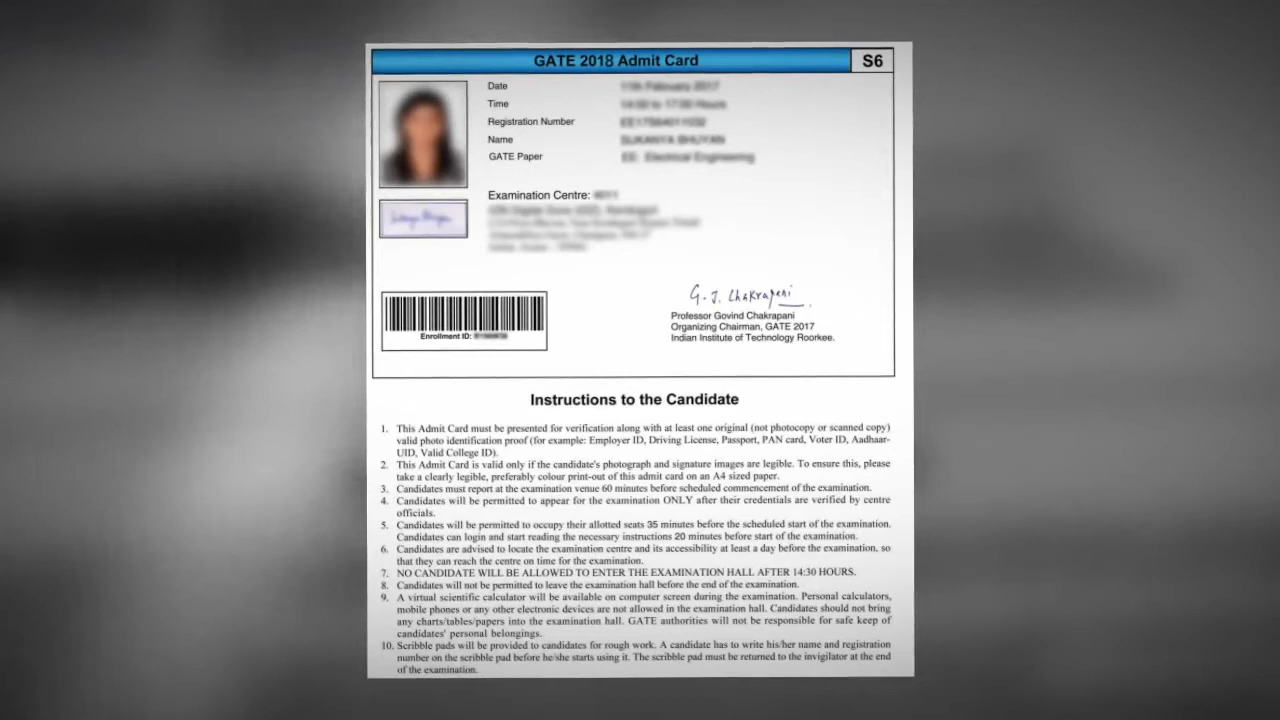 GATE 2018 Admit Card
S6
Date
Time
Registration Number
Name
GATE Paper
Examination Centre:
G. J. Chakrapani
Professor Govind Chakrapani
Organizing Chairman, GATE 2017
Indian Institute of Technology Roorkee.
Enrollment ID:
Instructions to the Candidate
1. This Admit Card must be presented for verification along with at least one original (not photocopy or scanned copy)
valid photo identification proof (for example: Employer ID, Driving License, Passport, PAN card, Voter ID, Aadhaar-
UID, Valid College ID).
2. This Admit Card is valid only if the candidate's photograph and signature images are legible. To ensure this, please
take a clearly legible, preferably colour print-out of this admit card on an A4 sized paper.
3. Candidates must report at the examination venue 60 minutes before scheduled commencement of the examination.
4. Candidates will be permitted to appear for the examination ONLY after their credentials are verified by centre
officials.
5. Candidates will be permitted to occupy their allotted seats 35 minutes before the scheduled start of the examination.
Candidates can login and start reading the necessary instructions 20 minutes before start of the examination.
6. Candidates are advised to locate the examination centre and its accessibility at least a day before the examination, so
that they can reach the centre on time for the examination.
7. NO CANDIDATE WILL BE ALLOWED TO ENTER THE EXAMINATION HALL AFTER 14:30 HOURS.
8. Candidates will not be permitted to leave the examination hall before the end of the examination.
9. A virtual scientific calculator will be available on computer screen during the examination. Personal calculators,
mobile phones or any other electronic devices are not allowed in the examination hall. Candidates should not bring
any charts/tables/papers into the examination hall. GATE authorities will not be responsible for safe keep of
candidates' personal belongings.
10. Scribble pads will be provided to candidates for rough work. A candidate has to write his/her name and registration
number on the scribble pad before he/she starts using it. The scribble pad must be returned to the invigilator at the end
of the examination.